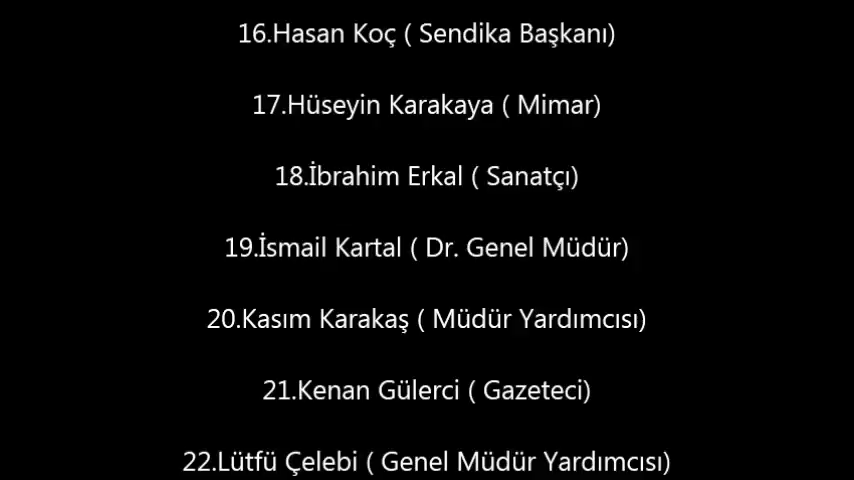 16.Hasan Koç ( Sendika Başkanı)
17.Hüseyin Karakaya ( Mimar)
18.İbrahim Erkal ( Sanatçı)
19.İsmail Kartal ( Dr. Genel Müdür)
20.Kasım Karakaş ( Müdür Yardımcısı)
21.Kenan Gülerci ( Gazeteci)
22.Lütfü Çelebi ( Genel Müdür Yardımcısı)